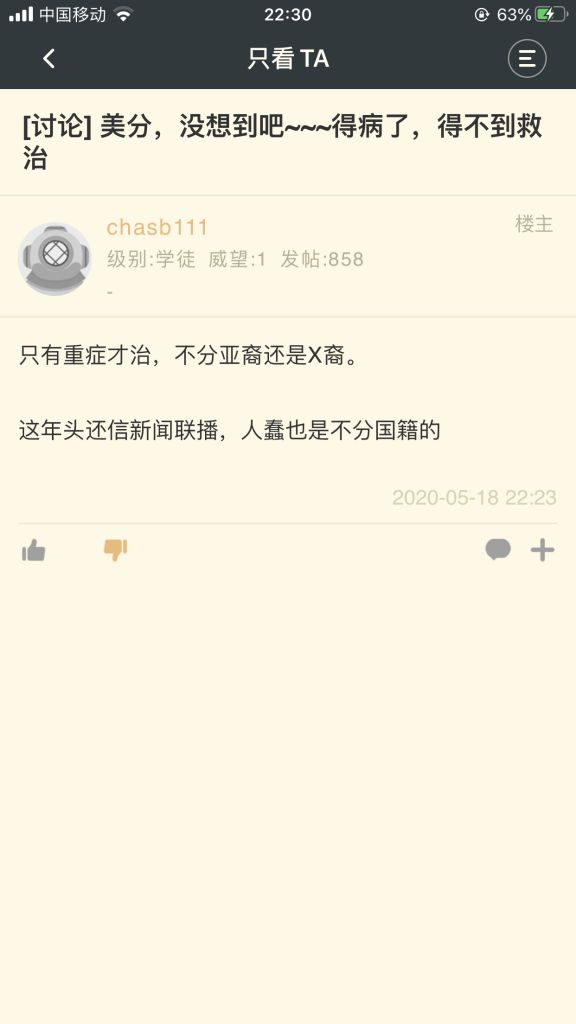 中国移动 22:30 63%
只看TA
[讨论] 美分，没想到吧~~~得病了，得不到救
治
chasb111 楼主
级别:学徒 威望:1 发帖:858
-
只有重症才治，不分亚裔还是X裔。
这年头还信新闻联播，人蠢也是不分国籍的
2020-05-18 22:23